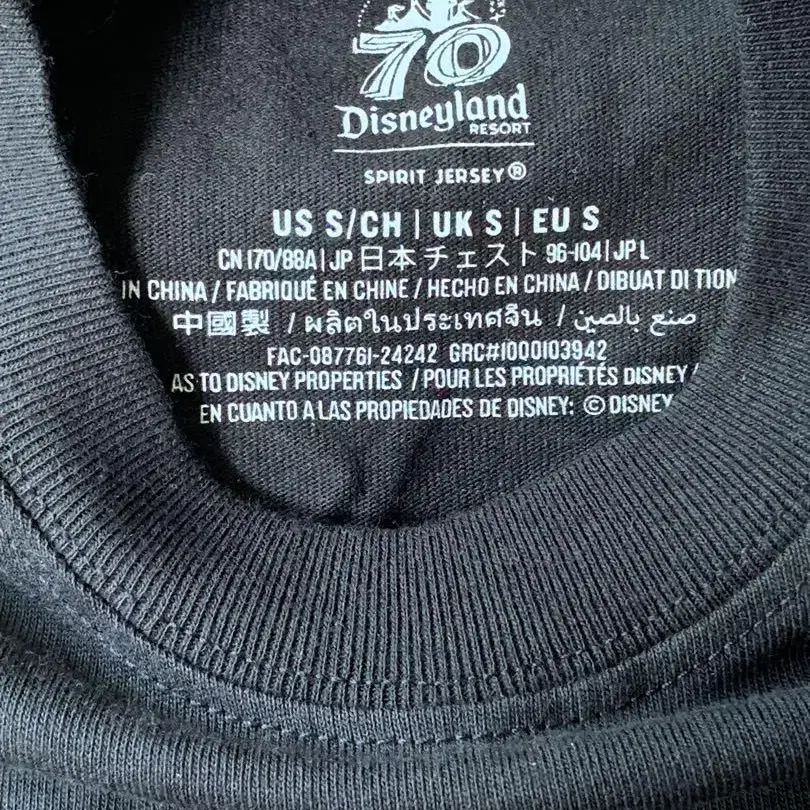 70
Disneyland
RESORT
SPIRIT JERSEY®
US S/CH | UK S | EU S
CN 170/88A | JP 日本 チェスト 96-104 | JP L
IN CHINA / FABRIQUÉ EN CHINE / HECHO EN CHINA / DIBUAT DI TION
中國製 / ผลิตในประเทศจีน / صنع بالصين
FAC-087761-24242 GRC#1000103942
AS TO DISNEY PROPERTIES / POUR LES PROPRIÉTÉS DISNEY /
EN CUANTO A LAS PROPIEDADES DE DISNEY: © DISNEY